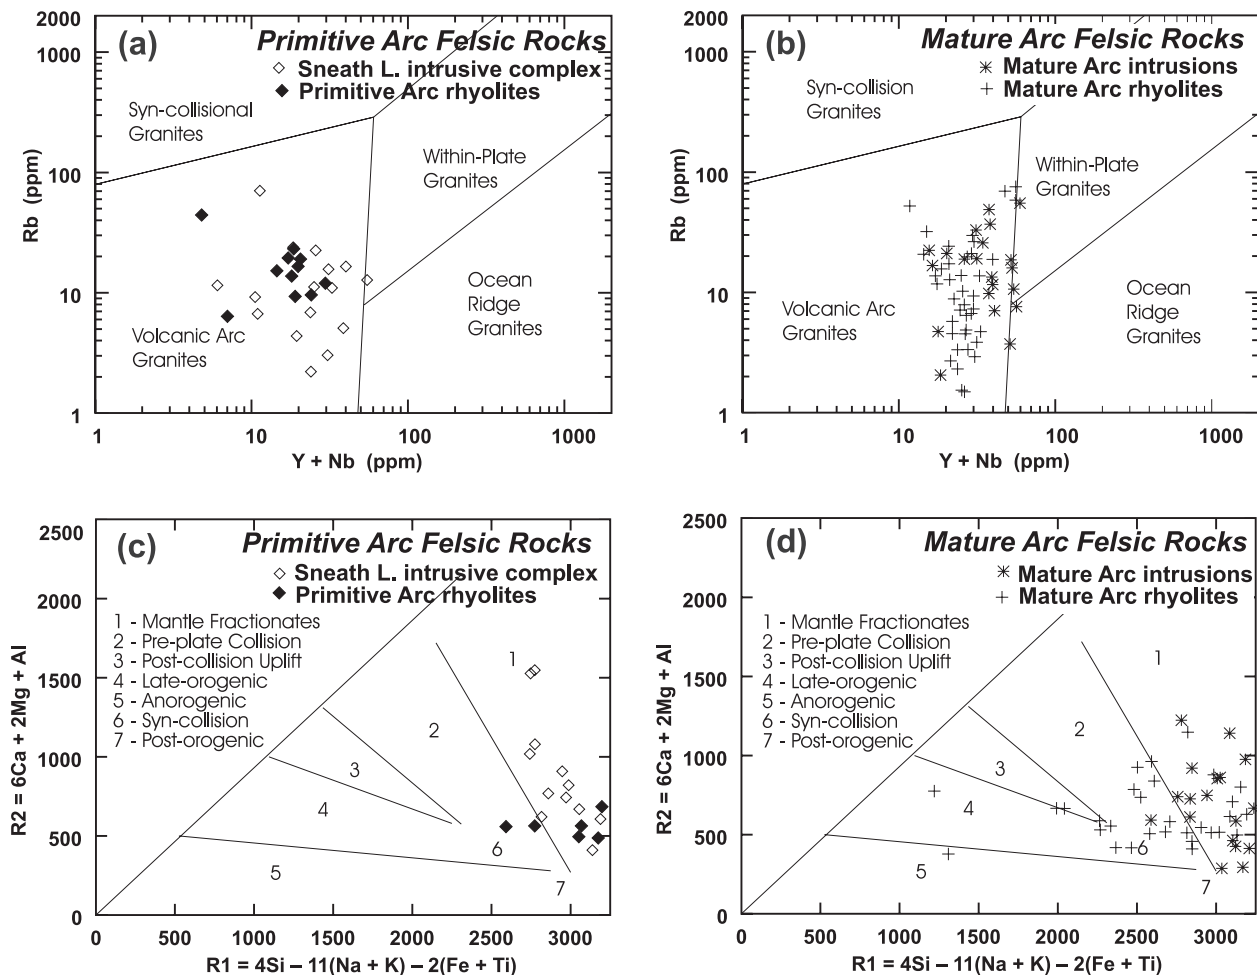 (a)
Primitive Arc Felsic Rocks
Sneath L. intrusive complex
Primitive Arc rhyolites
Syn-collisional
Granites
Within-Plate
Granites
Ocean
Ridge
Granites
Volcanic Arc
Granites
2000
1000
100
10
1
Rb (ppm)
1
10
100
1000
Y + Nb (ppm)
(b)
Mature Arc Felsic Rocks
Mature Arc intrusions
Mature Arc rhyolites
Syn-collision
Granites
Within-Plate
Granites
Ocean
Ridge
Granites
Volcanic Arc
Granites
2000
1000
100
10
1
Rb (ppm)
1
10
100
1000
Y + Nb (ppm)
(c)
Primitive Arc Felsic Rocks
Sneath L. intrusive complex
Primitive Arc rhyolites
1 - Mantle Fractionates
2 - Pre-plate Collision
3 - Post-collision Uplift
4 - Late-orogenic
5 - Anorogenic
6 - Syn-collision
7 - Post-orogenic
1
2
3
4
5
6
7
2500
2000
1500
1000
500
0
R2 = 6Ca + 2Mg + Al
0
500
1000
1500
2000
2500
3000
R1 = 4Si – 11(Na + K) – 2(Fe + Ti)
(d)
Mature Arc Felsic Rocks
Mature Arc intrusions
Mature Arc rhyolites
1 - Mantle Fractionates
2 - Pre-plate Collision
3 - Post-collision Uplift
4 - Late-orogenic
5 - Anorogenic
6 - Syn-collision
7 - Post-orogenic
1
2
3
4
5
6
7
2500
2000
1500
1000
500
0
R2 = 6Ca + 2Mg + Al
0
500
1000
1500
2000
2500
3000
R1 = 4Si – 11(Na + K) – 2(Fe + Ti)